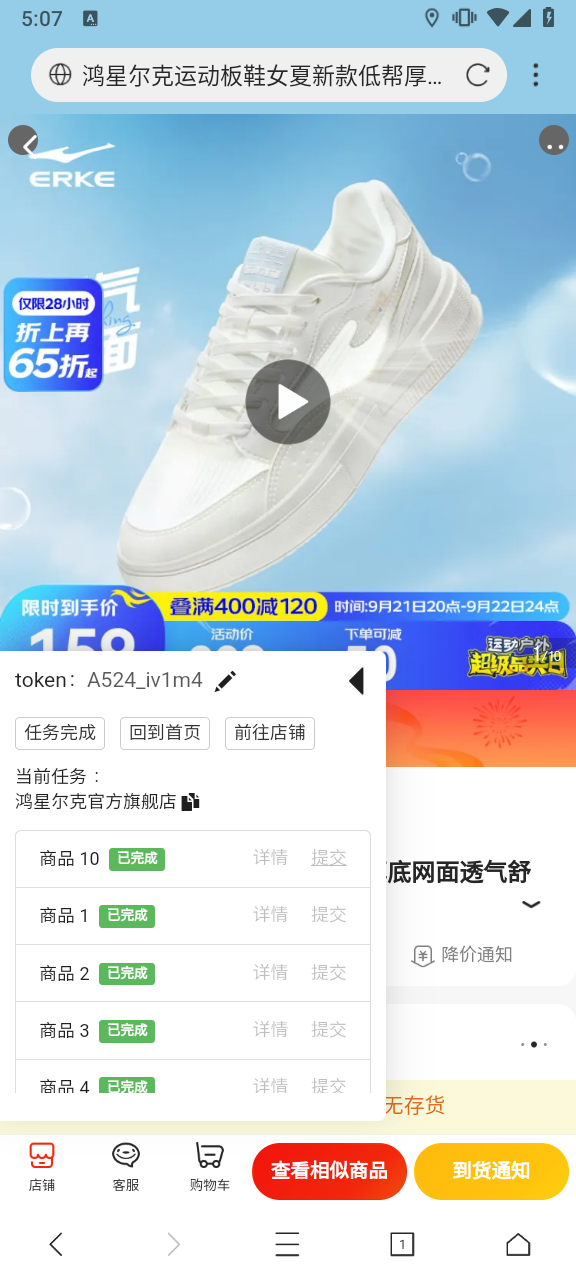 5:07
鸿星尔克运动板鞋女夏新款低帮厚...
ERKE
气
面
仅限28小时
折上再
65折起
限时到手价
叠满400减120
时间:9月21日20点-9月22日24点
159
活动价
下单可减
运动户外
超级品类日
1/10
token: A524_iv1m4
任务完成
回到首页
前往店铺
当前任务：
鸿星尔克官方旗舰店
商品 10 已完成 详情 提交
商品 1 已完成 详情 提交
商品 2 已完成 详情 提交
商品 3 已完成 详情 提交
商品 4 已完成 详情 提交
底网面透气舒
降价通知
无存货
店铺
客服
购物车
查看相似商品
到货通知
1